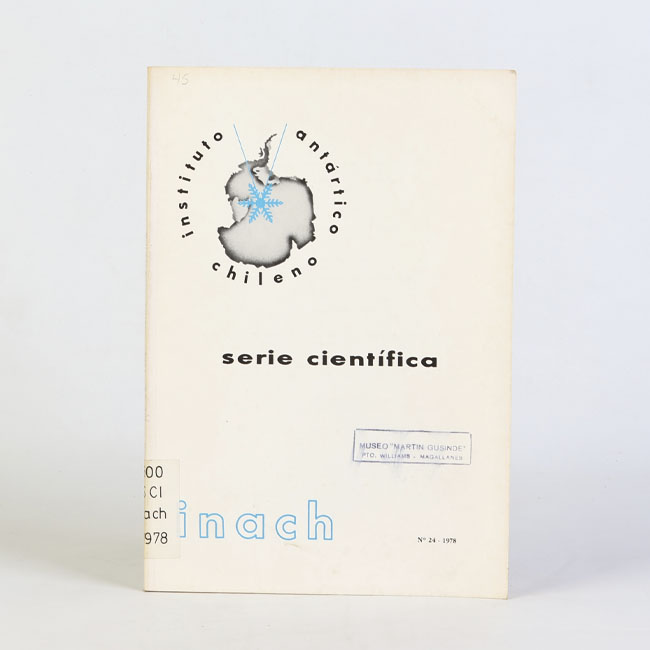 45
instituto antártico chileno
serie científica
MUSEO "MARTIN GUSINDE"
PTO. WILLIAMS - MAGALLANES
00
CI
ach
978
inach
Nº 24 - 1978